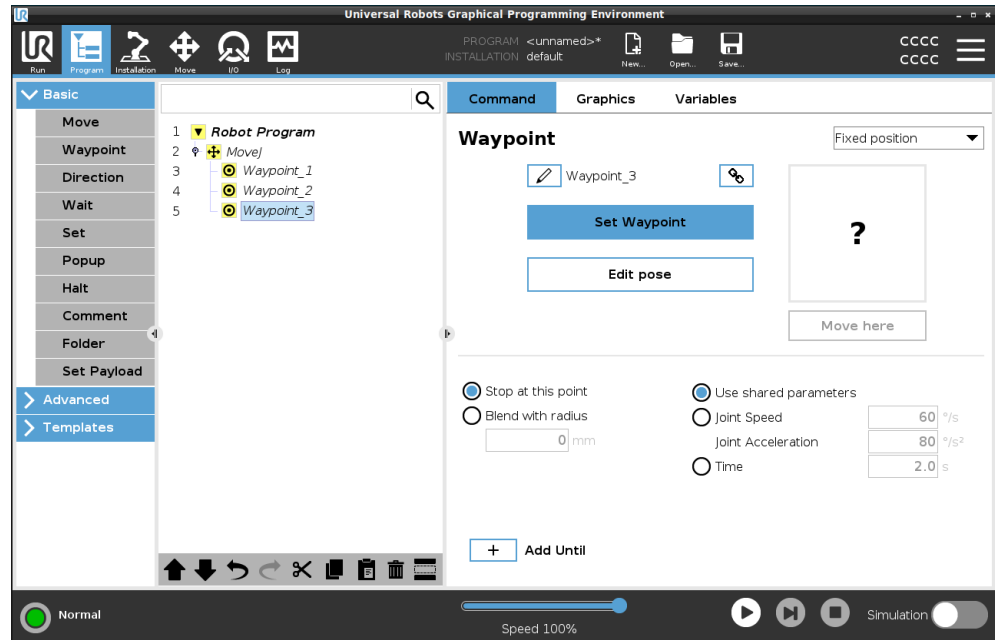 Universal Robots Graphical Programming Environment
UR
Run
Program
Installation
Move
I/O
Log
PROGRAM <unnamed>*
INSTALLATION default
New...
Open...
Save...
CCCC
CCCC
Basic
Move
Waypoint
Direction
Wait
Set
Popup
Halt
Comment
Folder
Set Payload
Advanced
Templates
1 Robot Program
2 MoveJ
3 Waypoint_1
4 Waypoint_2
5 Waypoint_3
Command Graphics Variables
Waypoint
Fixed position
Waypoint_3
Set Waypoint
Edit pose
?
Move here
Stop at this point
Blend with radius
0 mm
Use shared parameters
Joint Speed 60 °/s
Joint Acceleration 80 °/s²
Time 2.0 s
+ Add Until
Normal
Speed 100%
Simulation